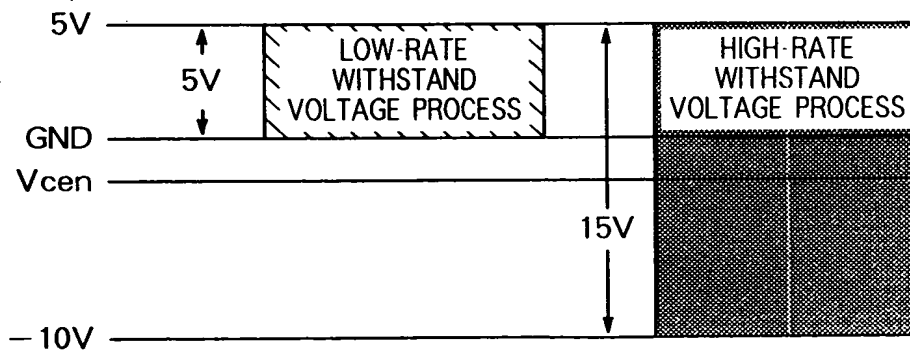 5V
5V
LOW-RATE
WITHSTAND
VOLTAGE PROCESS
HIGH-RATE
WITHSTAND
VOLTAGE PROCESS
GND
Vcen
15V
−10V